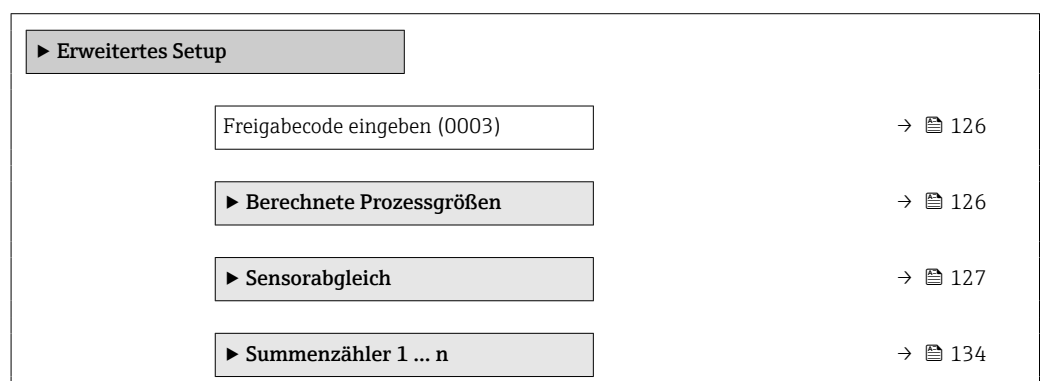 ▶ Erweitertes Setup
Freigabecode eingeben (0003) → 126
▶ Berechnete Prozessgrößen → 126
▶ Sensorabgleich → 127
▶ Summenzähler 1 ... n → 134